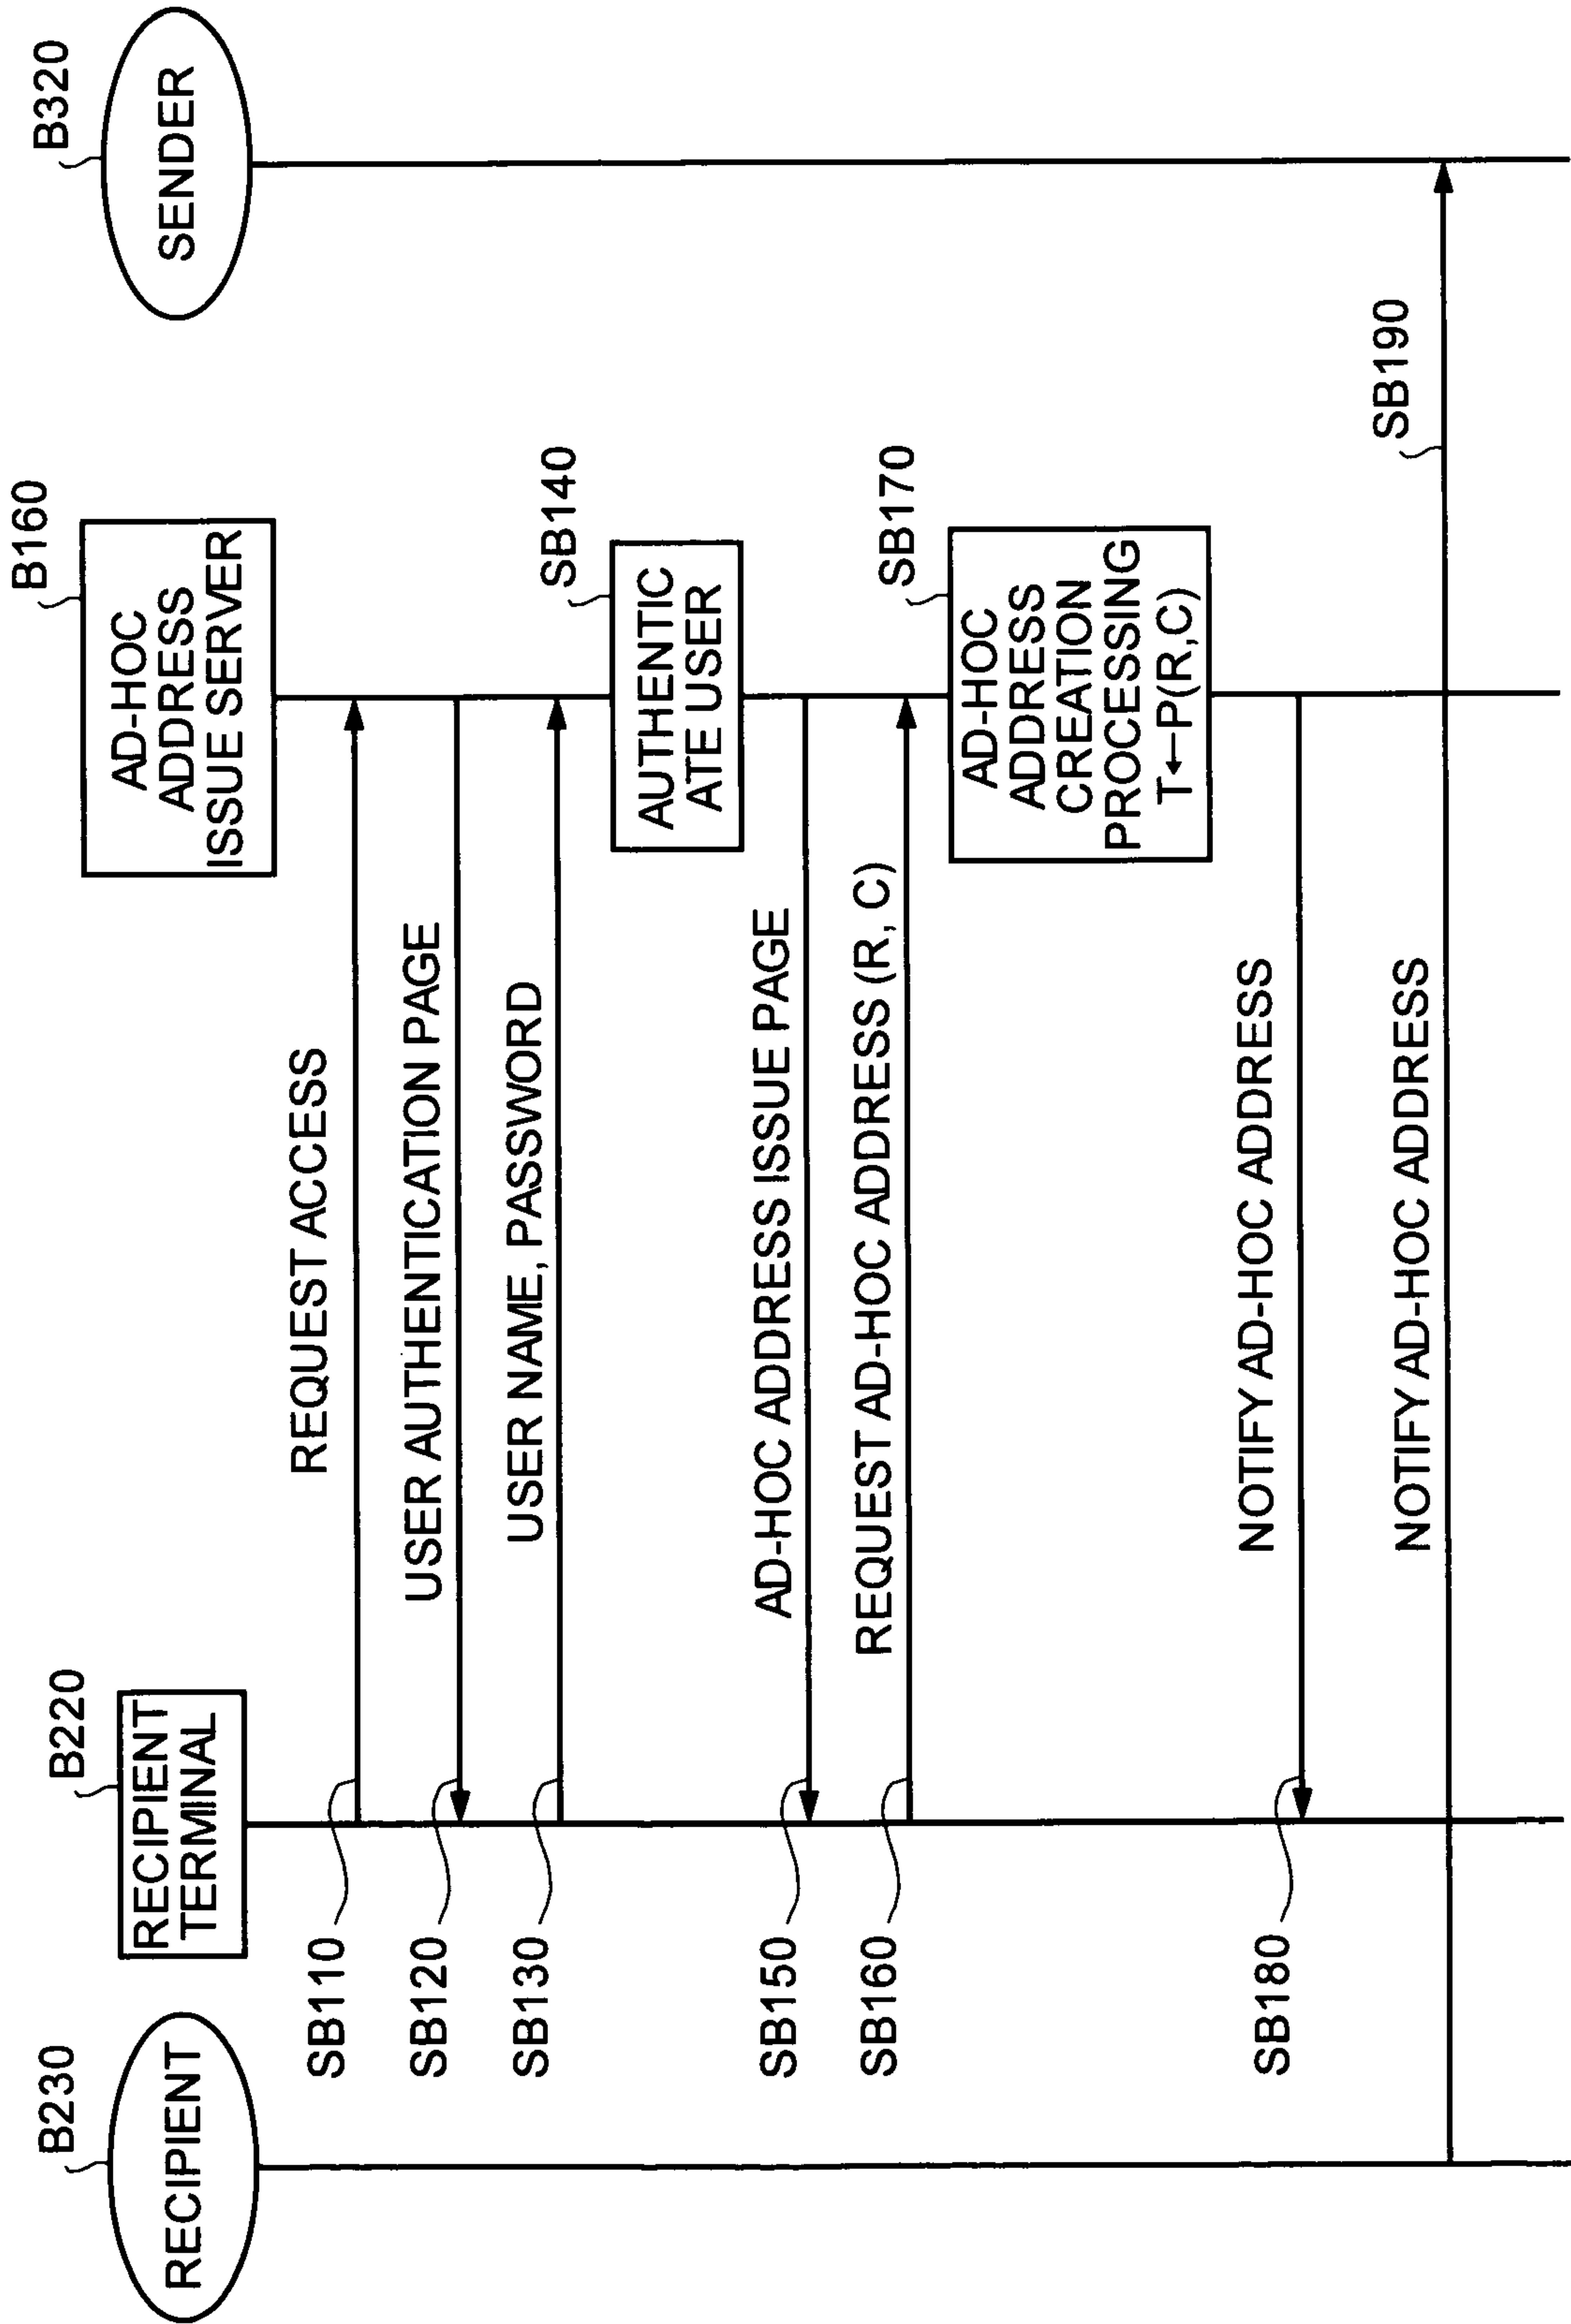 B230
RECIPIENT
B220
RECIPIENT
TERMINAL
B160
AD-HOC
ADDRESS
ISSUE SERVER
B320
SENDER
SB110
REQUEST ACCESS
SB120
USER AUTHENTICATION PAGE
SB130
USER NAME, PASSWORD
SB140
AUTHENTIC
ATE USER
SB150
AD-HOC ADDRESS ISSUE PAGE
SB160
REQUEST AD-HOC ADDRESS (R, C)
SB170
AD-HOC
ADDRESS
CREATION
PROCESSING
T←P(R,C)
SB180
NOTIFY AD-HOC ADDRESS
NOTIFY AD-HOC ADDRESS
SB190